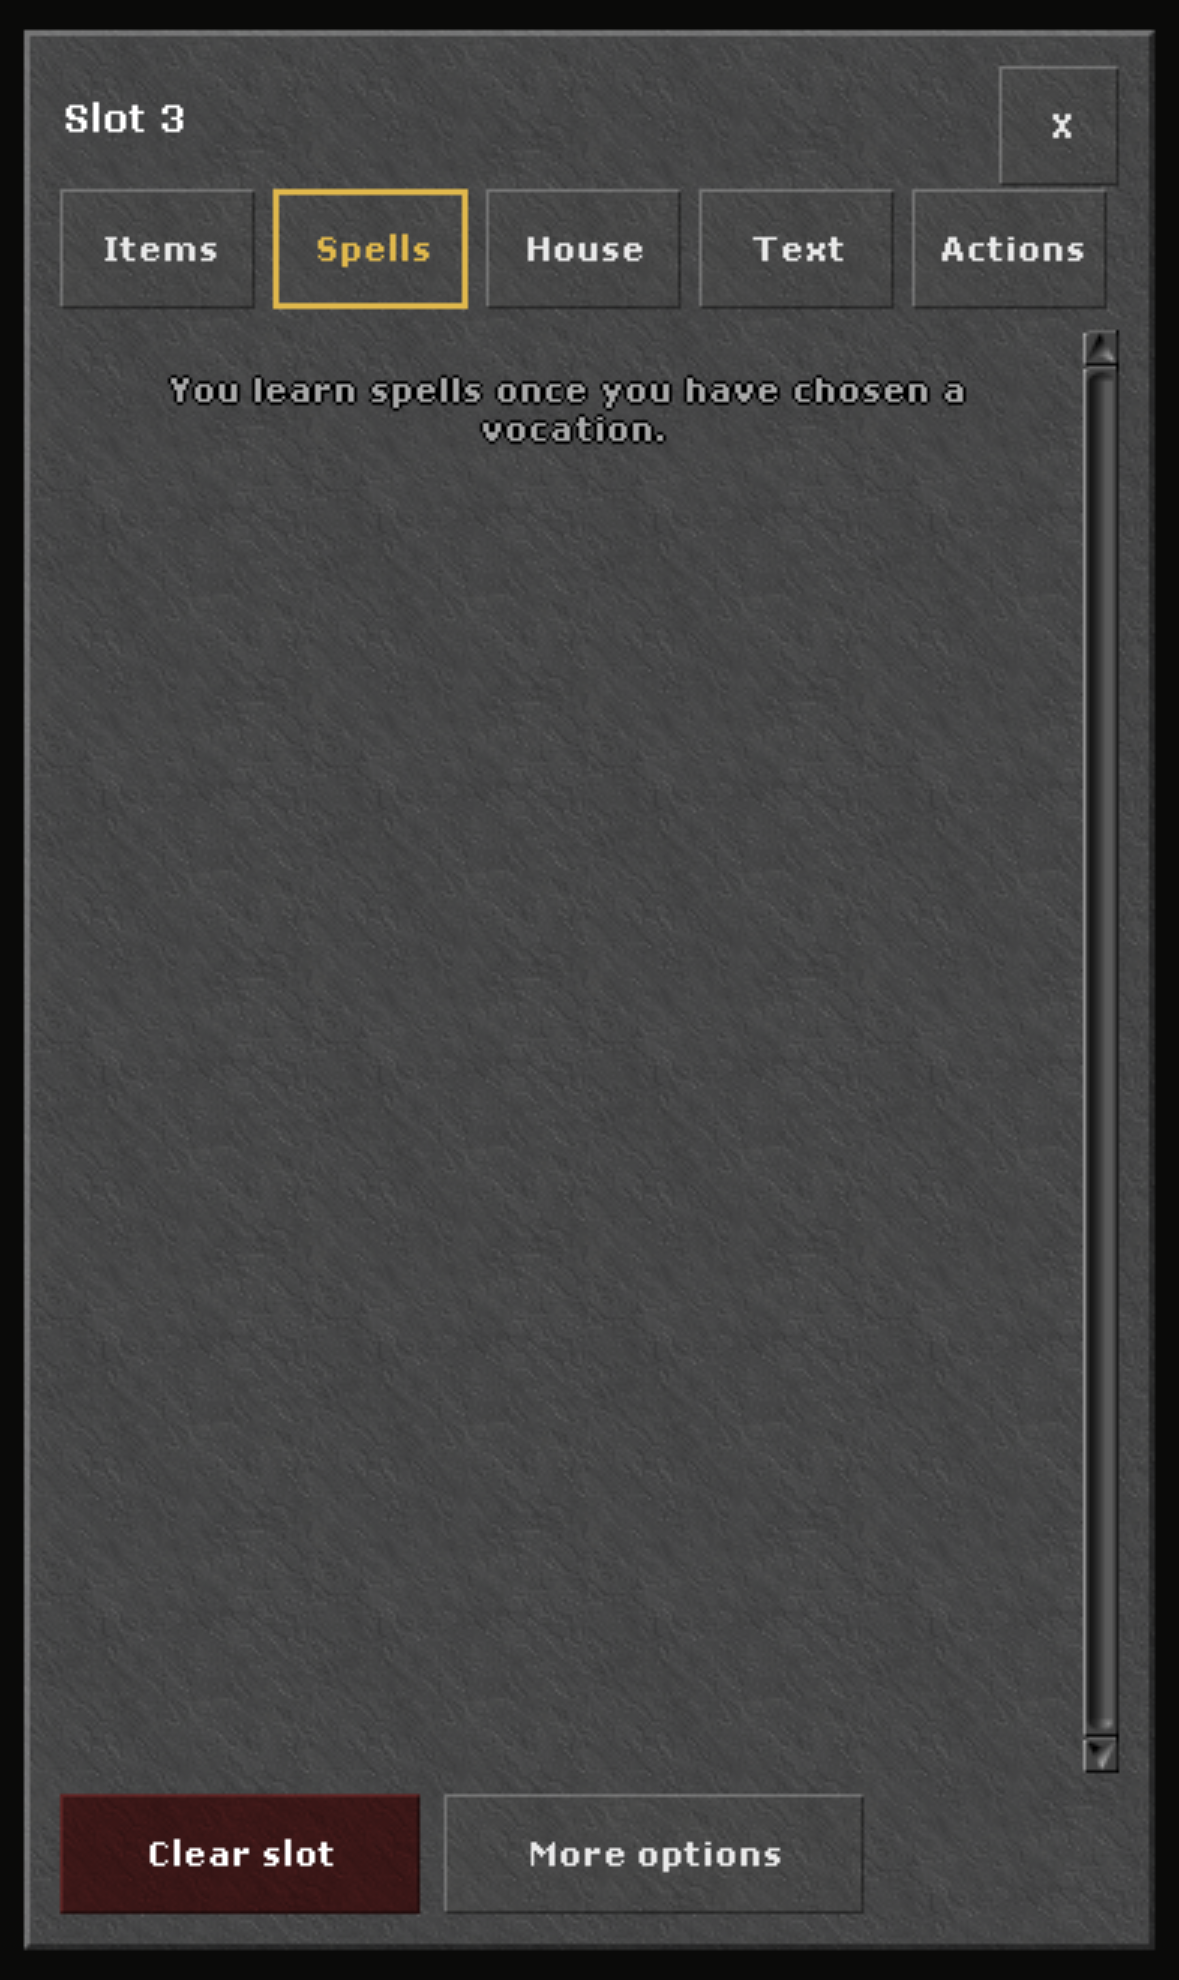 Slot 3
x
Items
Spells
House
Text
Actions
You learn spells once you have chosen a
vocation.
Clear slot
More options